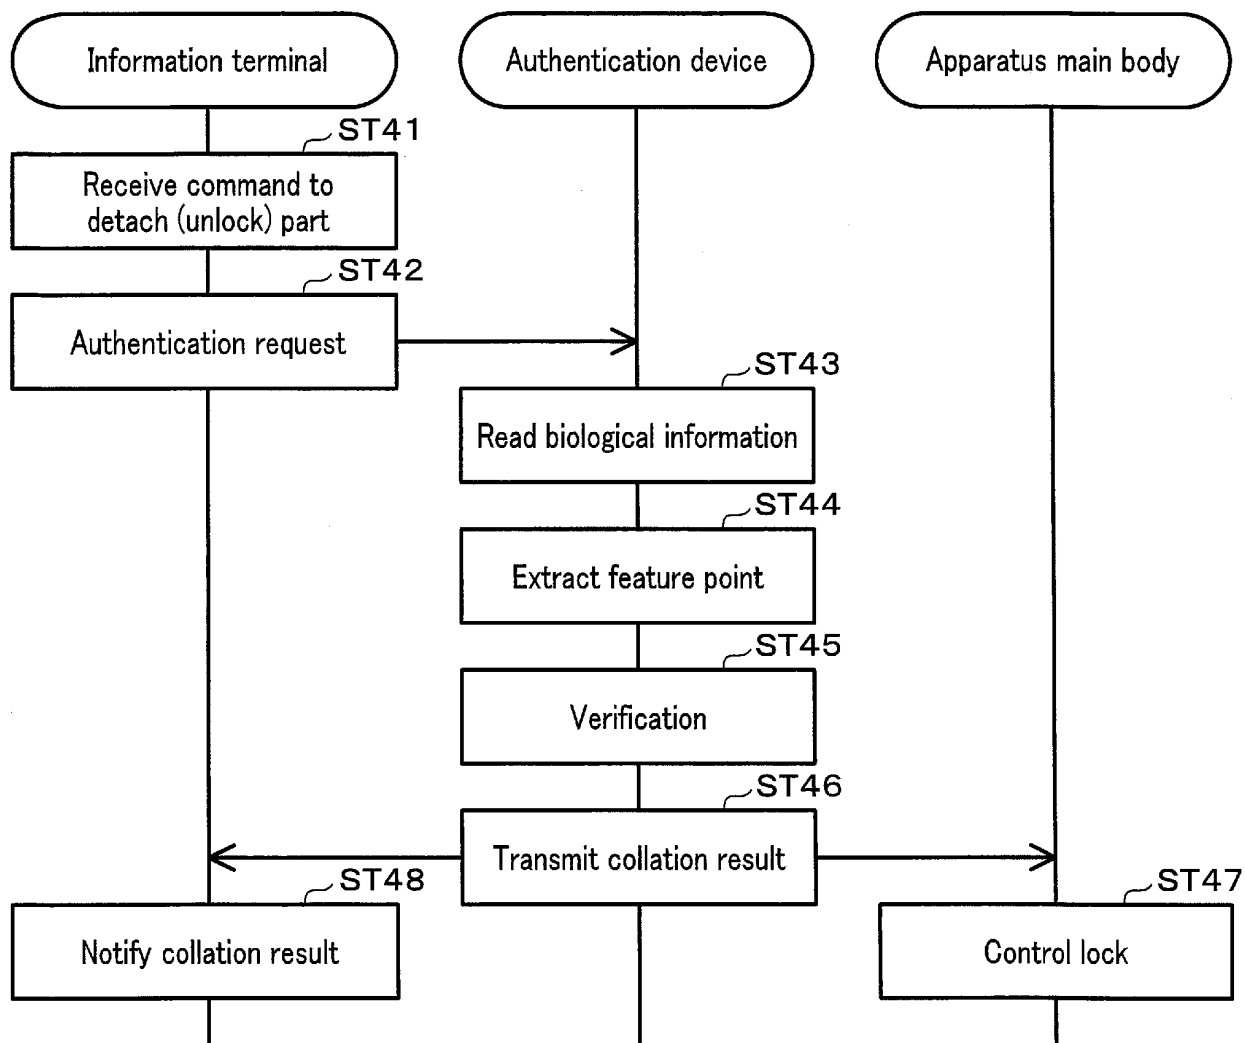 Information terminal
Authentication device
Apparatus main body
ST41
Receive command to
detach (unlock) part
ST42
Authentication request
ST43
Read biological information
ST44
Extract feature point
ST45
Verification
ST46
Transmit collation result
ST48
Notify collation result
ST47
Control lock